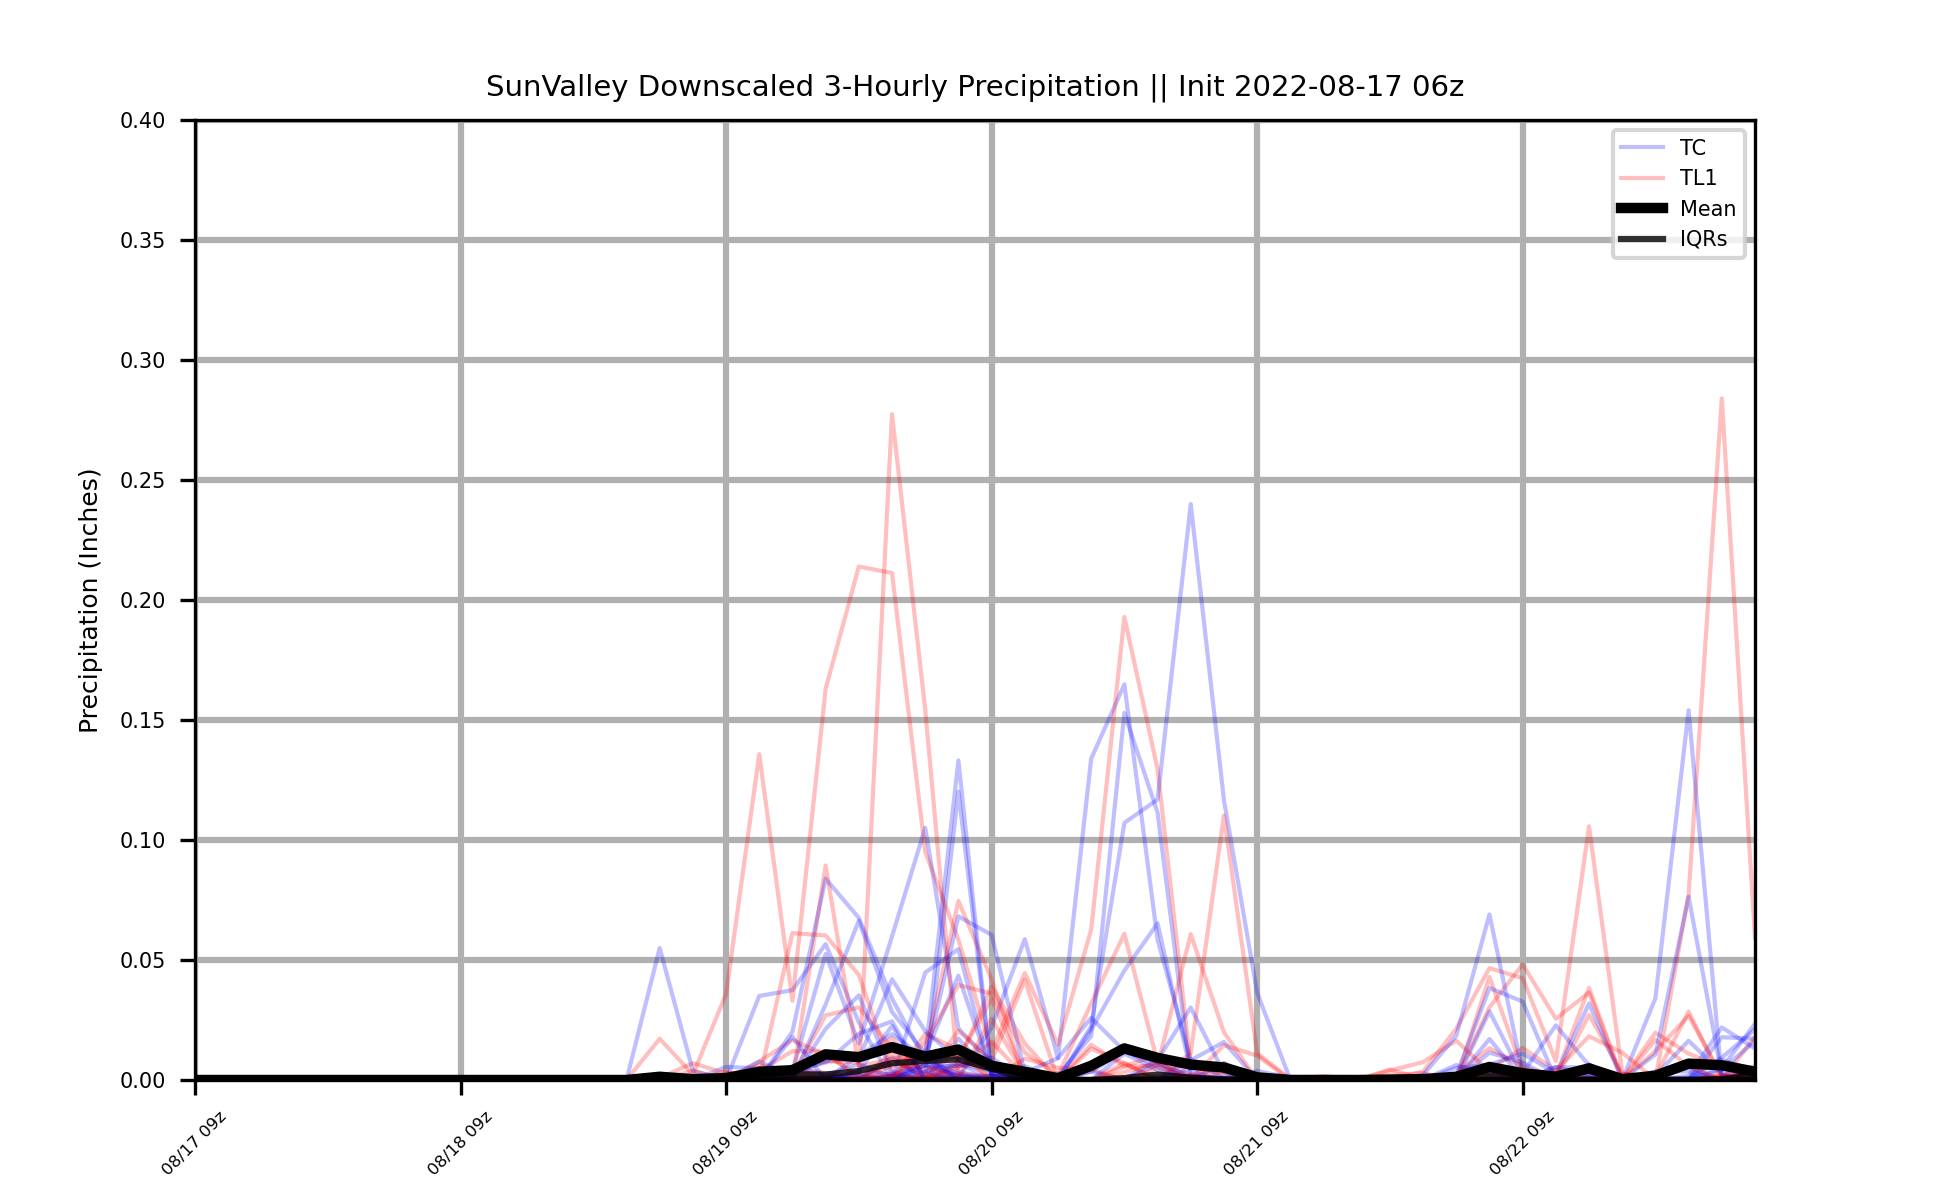 SunValley Downscaled 3-Hourly Precipitation || Init 2022-08-17 06z
TC
TL1
Mean
IQRs
Precipitation (Inches)
0.40
0.35
0.30
0.25
0.20
0.15
0.10
0.05
0.00
08/17 09z
08/18 09z
08/19 09z
08/20 09z
08/21 09z
08/22 09z